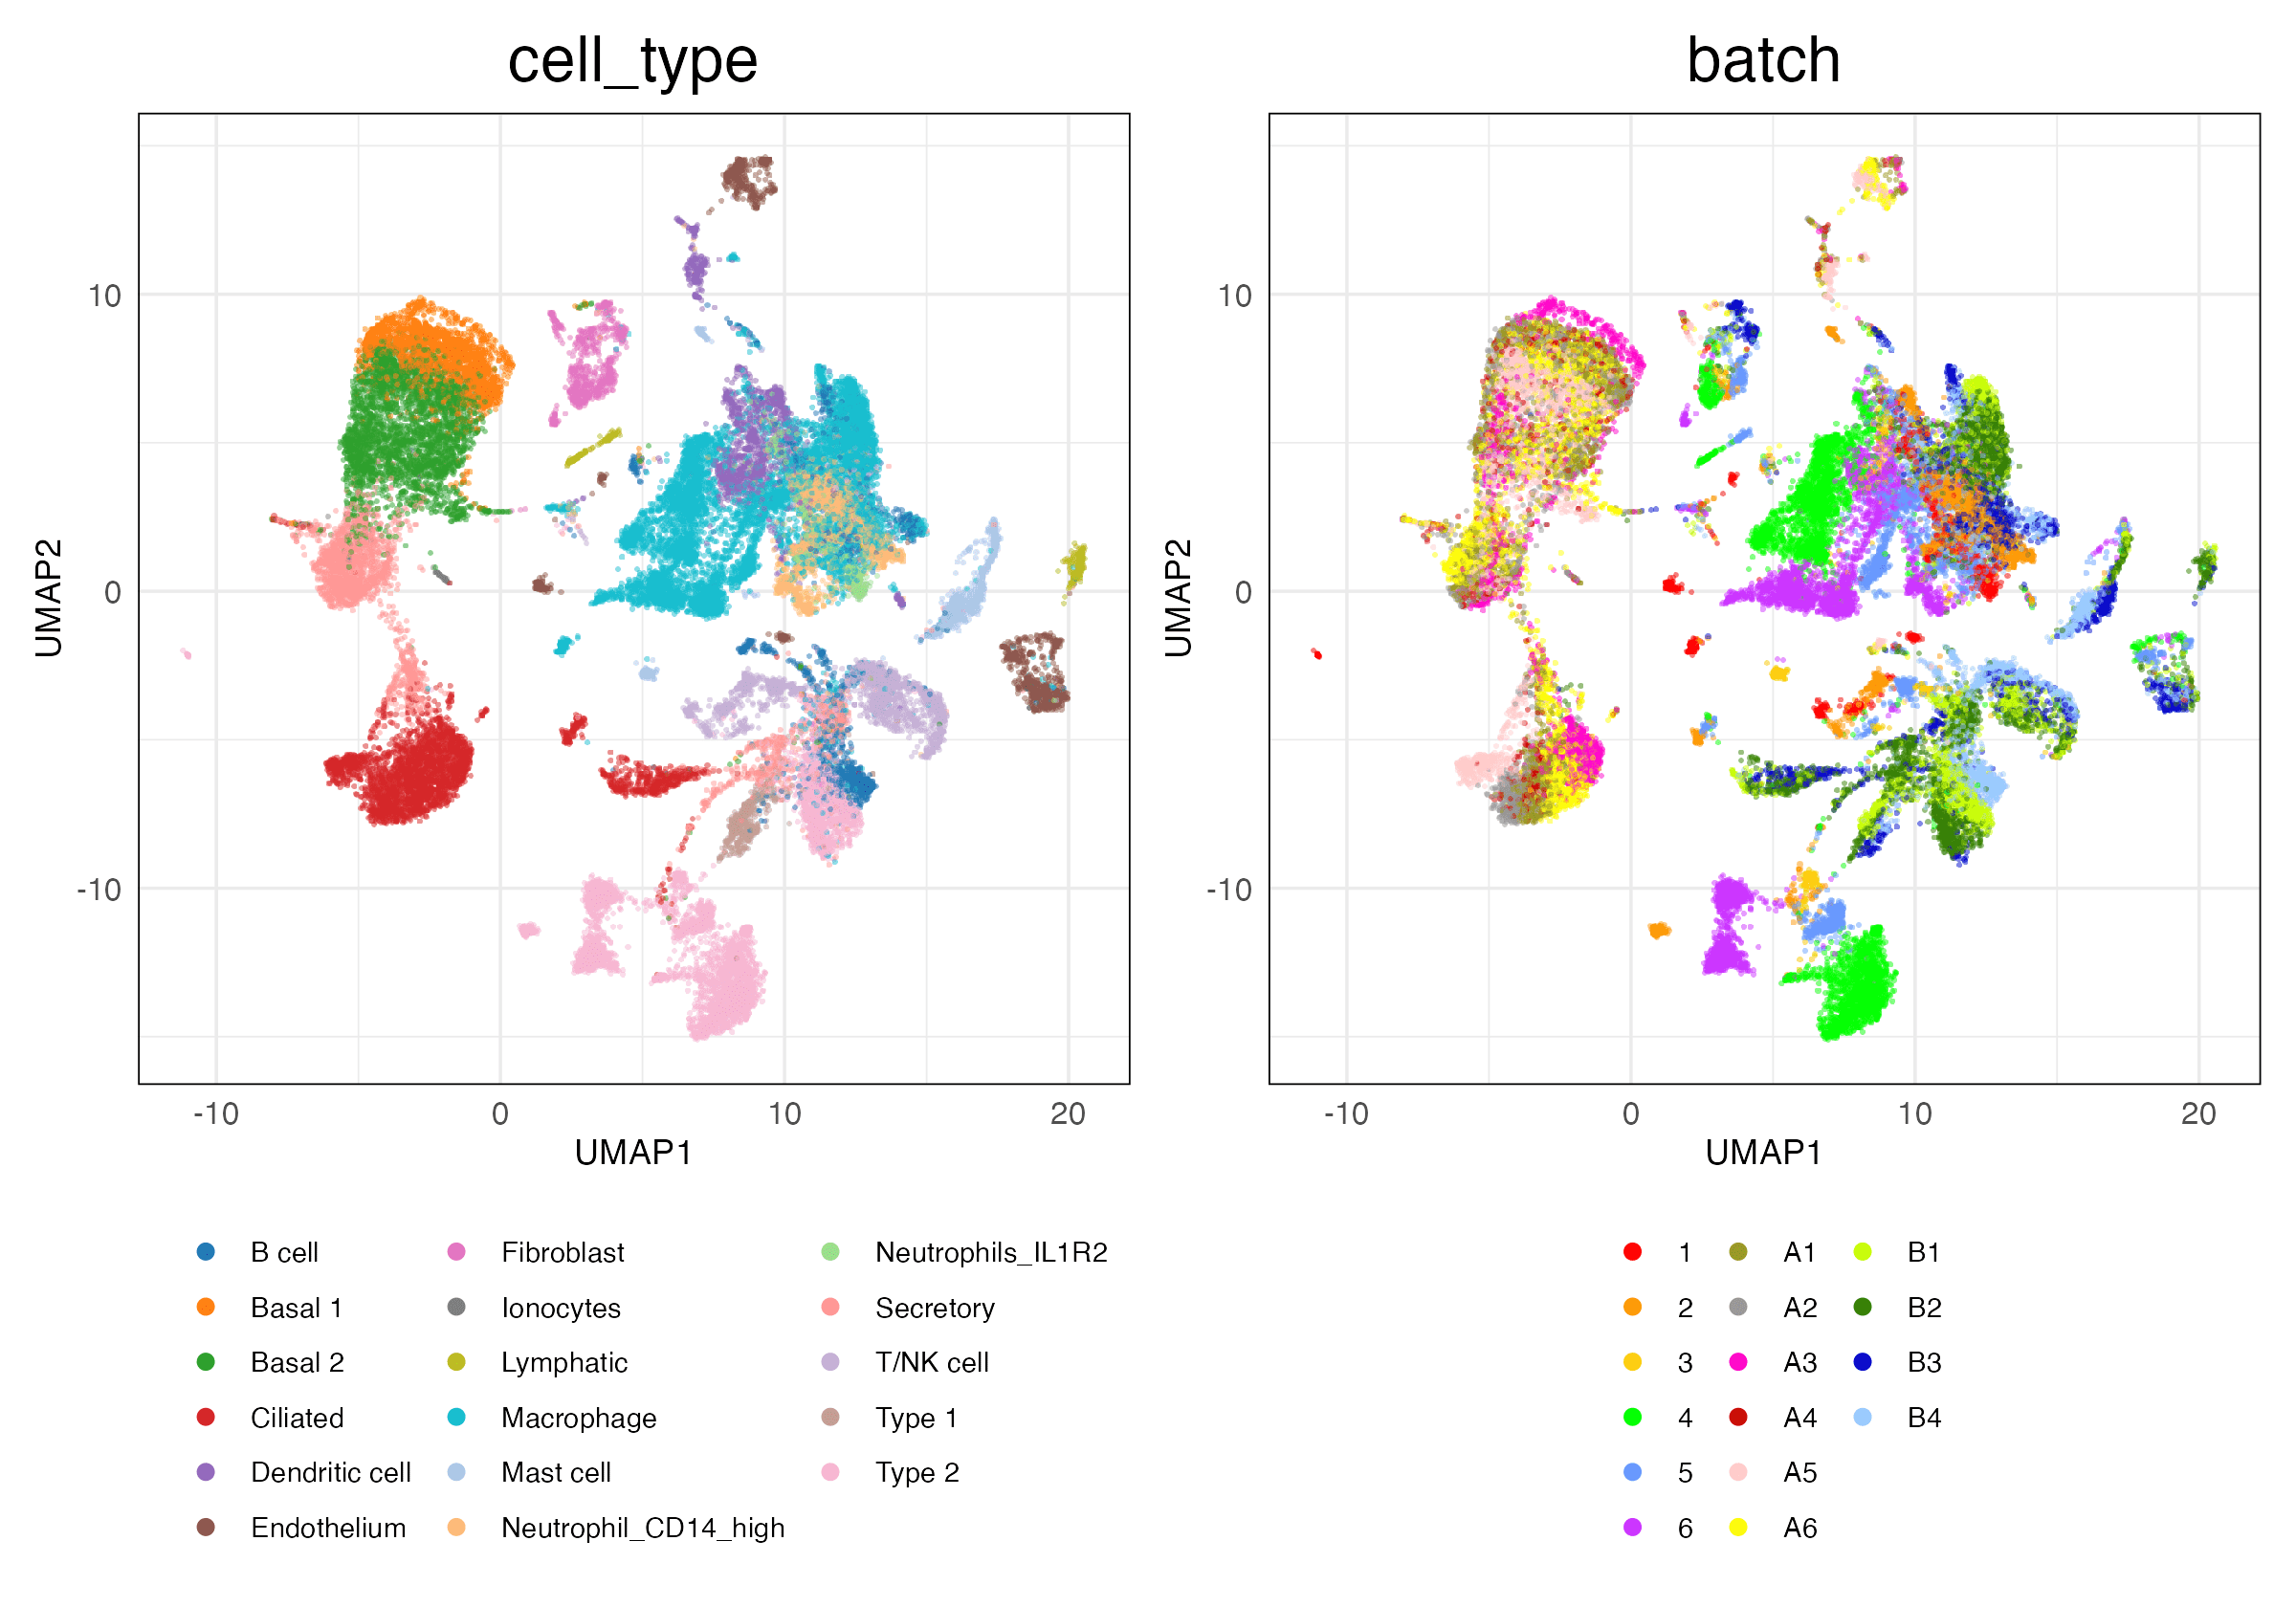 cell_type
batch
10
0
-10
UMAP2
-10
0
10
20
UMAP1
10
0
-10
UMAP2
-10
0
10
20
UMAP1
B cell
Basal 1
Basal 2
Ciliated
Dendritic cell
Endothelium
Fibroblast
Ionocytes
Lymphatic
Macrophage
Mast cell
Neutrophil_CD14_high
Neutrophils_IL1R2
Secretory
T/NK cell
Type 1
Type 2
1
2
3
4
5
6
A1
A2
A3
A4
A5
A6
B1
B2
B3
B4